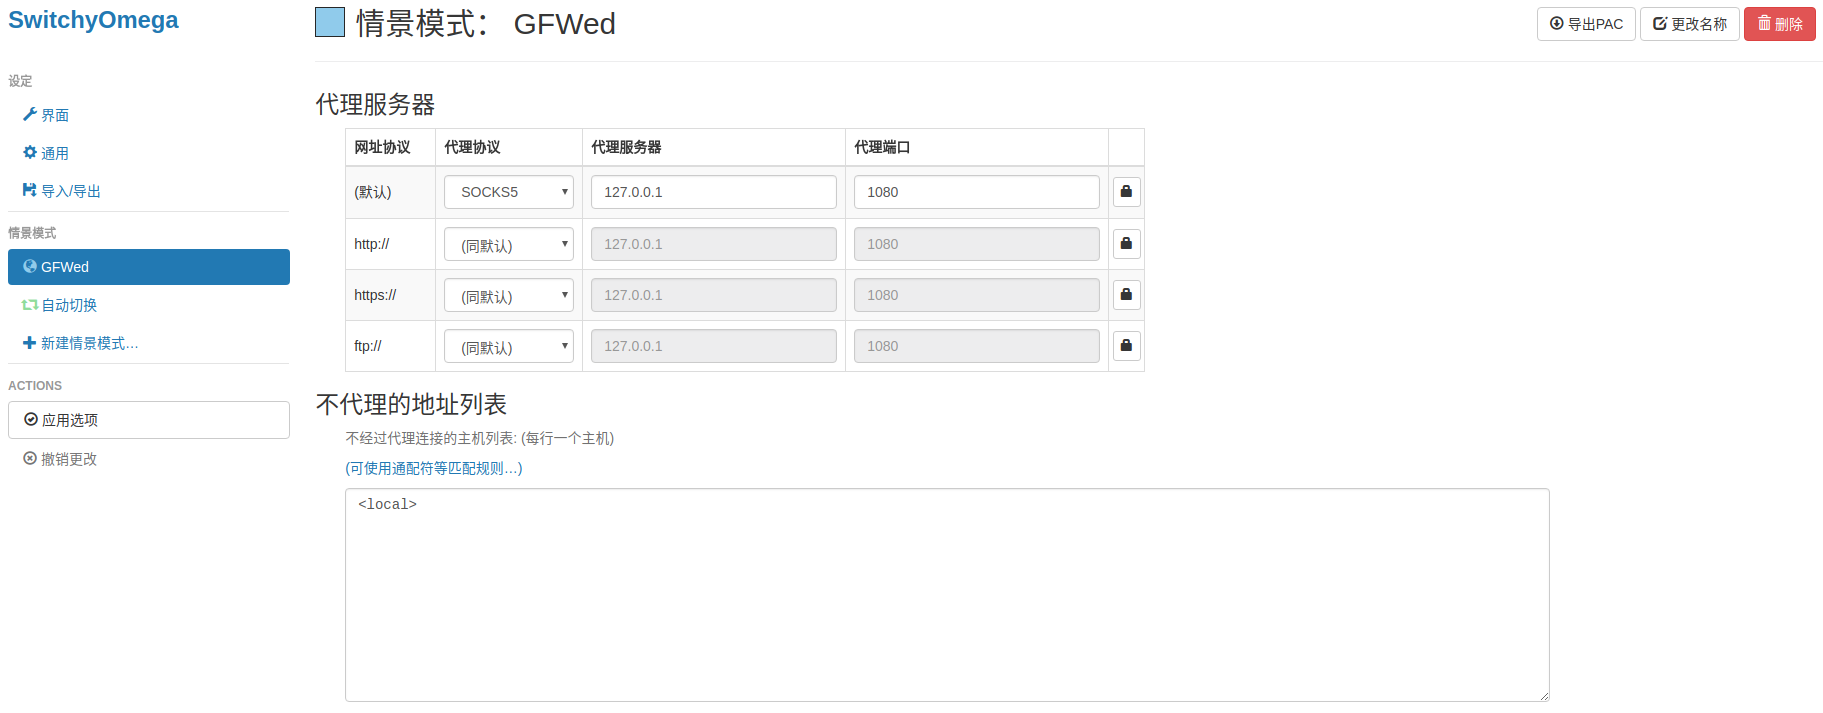 SwitchyOmega
设定
界面
通用
导入/导出
情景模式
GFWed
自动切换
新建情景模式…
ACTIONS
应用选项
撤销更改
情景模式： GFWed
导出PAC 更改名称 删除
代理服务器
网址协议 代理协议 代理服务器 代理端口
(默认) SOCKS5 127.0.0.1 1080
http:// (同默认) 127.0.0.1 1080
https:// (同默认) 127.0.0.1 1080
ftp:// (同默认) 127.0.0.1 1080
不代理的地址列表
不经过代理连接的主机列表: (每行一个主机)
(可使用通配符等匹配规则…)
<local>